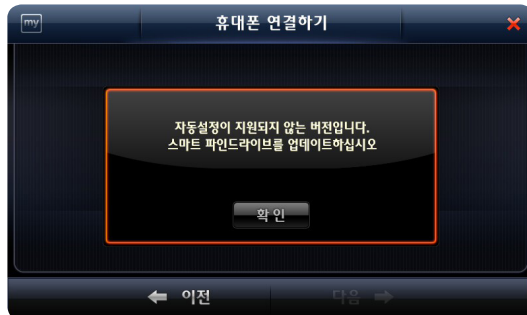 my
휴대폰 연결하기
자동설정이 지원되지 않는 버전입니다.
스마트 파인드라이브를 업데이트하십시오
확인
이전
다음